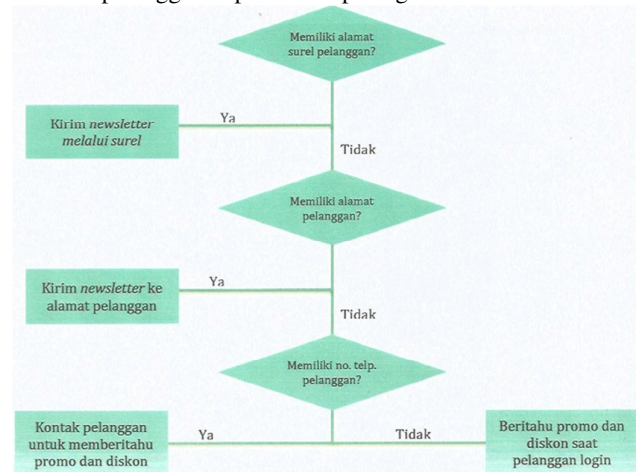 Memiliki alamat
surel pelanggan?
Ya
Kirim newsletter
melalui surel
Tidak
Memiliki alamat
pelanggan?
Ya
Kirim newsletter ke
alamat pelanggan
Tidak
Memiliki no. telp.
pelanggan?
Kontak pelanggan
untuk memberitahu
promo dan diskon
Ya
Tidak
Beritahu promo dan
diskon saat
pelanggan login